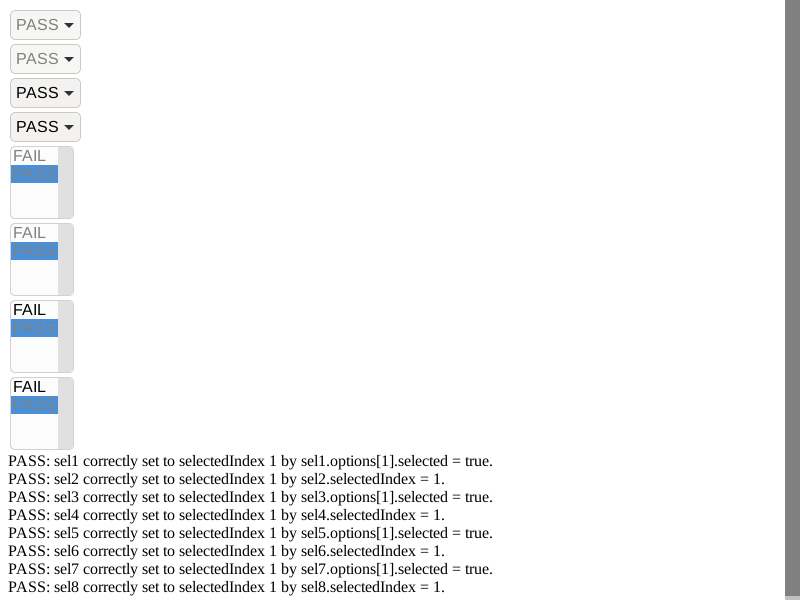 PASS
PASS
PASS
PASS
FAIL
PASS
FAIL
PASS
FAIL
PASS
FAIL
PASS
PASS: sel1 correctly set to selectedIndex 1 by sel1.options[1].selected = true.
PASS: sel2 correctly set to selectedIndex 1 by sel2.selectedIndex = 1.
PASS: sel3 correctly set to selectedIndex 1 by sel3.options[1].selected = true.
PASS: sel4 correctly set to selectedIndex 1 by sel4.selectedIndex = 1.
PASS: sel5 correctly set to selectedIndex 1 by sel5.options[1].selected = true.
PASS: sel6 correctly set to selectedIndex 1 by sel6.selectedIndex = 1.
PASS: sel7 correctly set to selectedIndex 1 by sel7.options[1].selected = true.
PASS: sel8 correctly set to selectedIndex 1 by sel8.selectedIndex = 1.